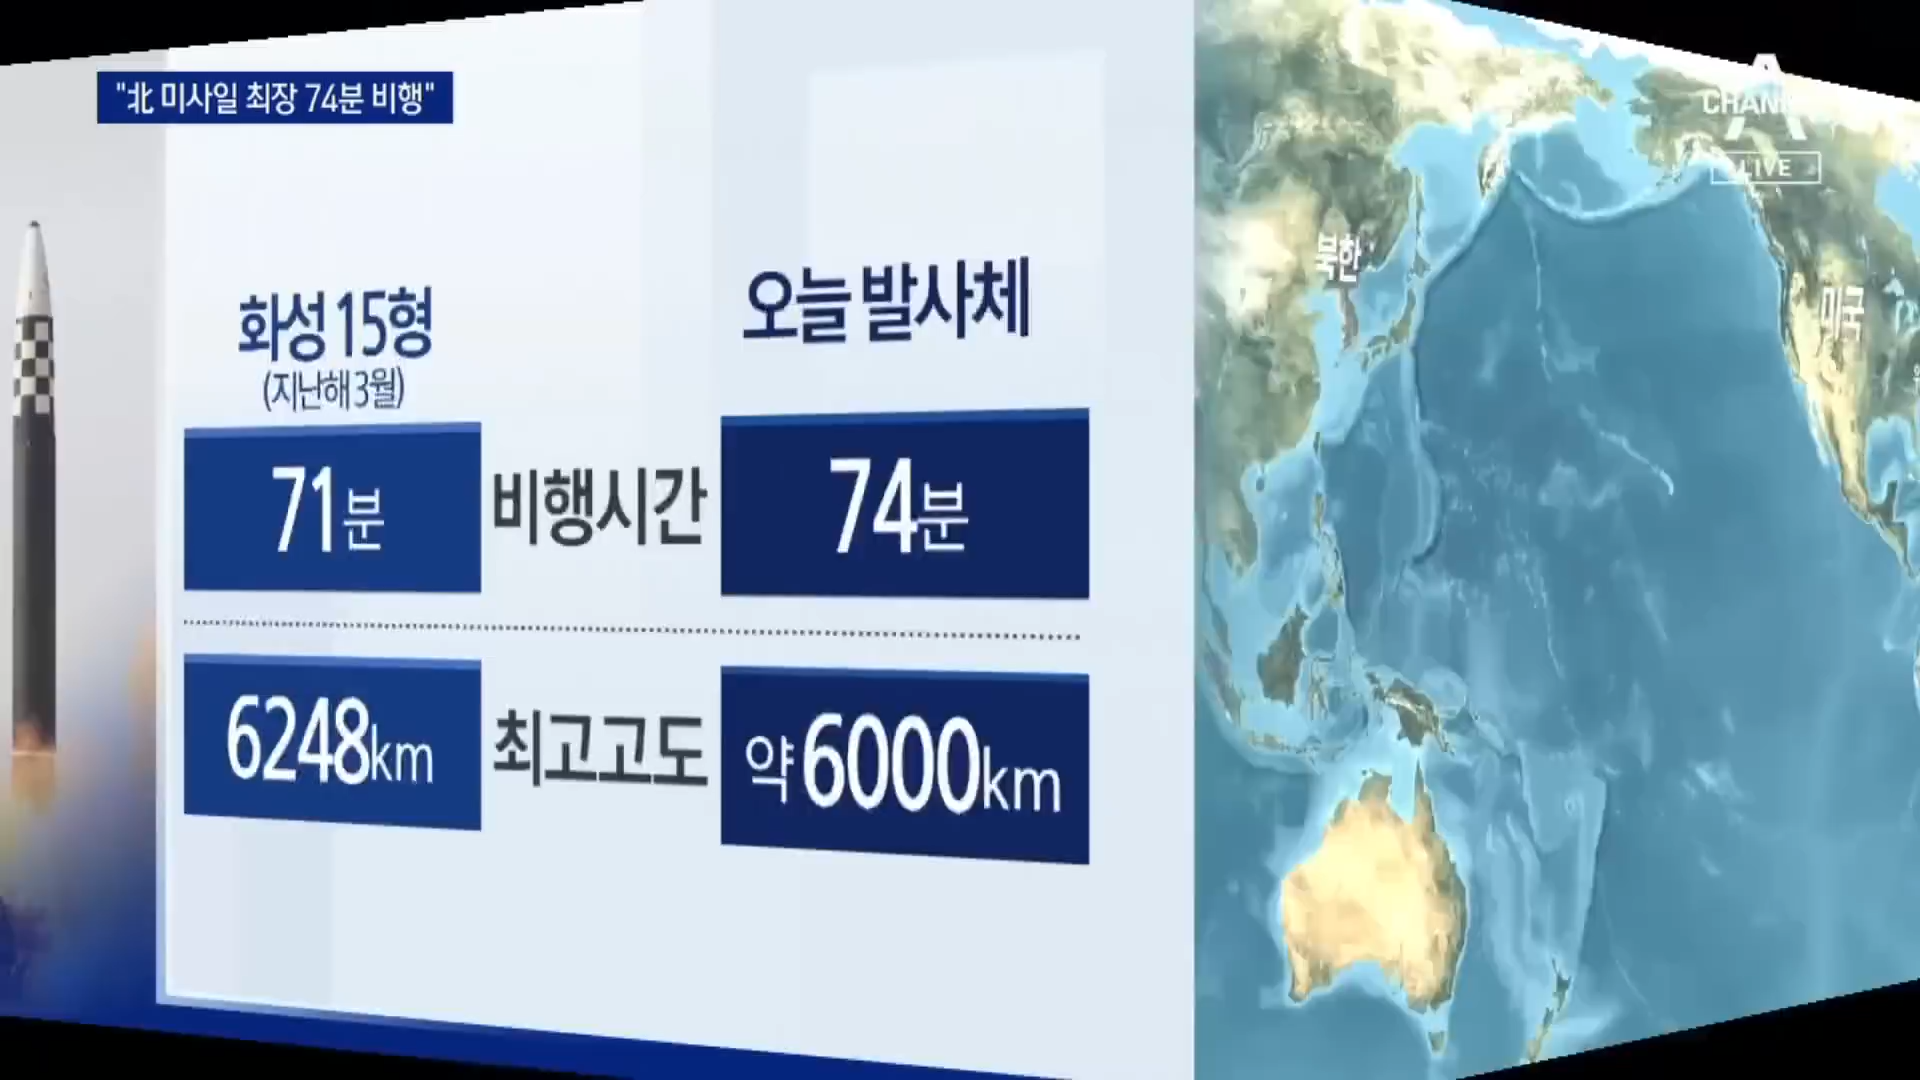 "北 미사일 최장 74분 비행"
CHANNEL A
LIVE
화성 15형
(지난해 3월)
오늘 발사체
71분
비행시간
74분
6248km
최고고도
약 6000km
북한
미국